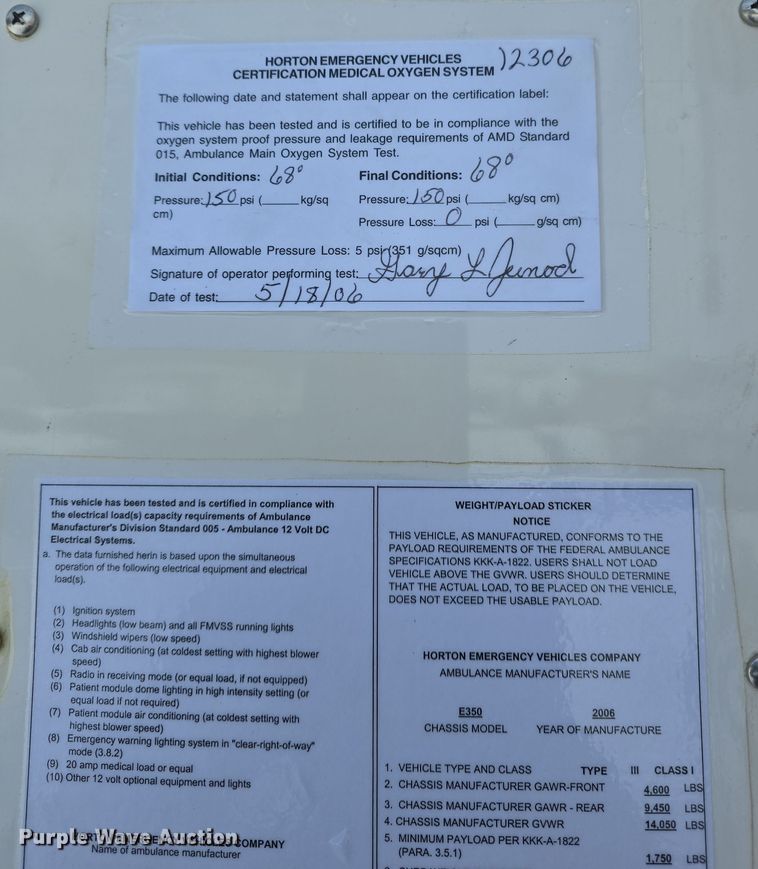 HORTON EMERGENCY VEHICLES
CERTIFICATION MEDICAL OXYGEN SYSTEM
12306
The following date and statement shall appear on the certification label:
This vehicle has been tested and is certified to be in compliance with the
oxygen system proof pressure and leakage requirements of AMD Standard
015, Ambulance Main Oxygen System Test.
Initial Conditions: 68°
Pressure: 150 psi (______kg/sq
cm)
Final Conditions: 68°
Pressure: 150 psi (______kg/sq cm)
Pressure Loss: 0 psi (______g/sq cm)
Maximum Allowable Pressure Loss: 5 psi (351 g/sqcm)
Signature of operator performing test: Gary L Junod
Date of test: 5/18/06
This vehicle has been tested and is certified in compliance with
the electrical load(s) capacity requirements of Ambulance
Manufacturer's Division Standard 005 - Ambulance 12 Volt DC
Electrical Systems.
a. The data furnished herin is based upon the simultaneous
operation of the following electrical equipment and electrical
load(s).
(1) Ignition system
(2) Headlights (low beam) and all FMVSS running lights
(3) Windshield wipers (low speed)
(4) Cab air conditioning (at coldest setting with highest blower
speed)
(5) Radio in receiving mode (or equal load, if not equipped)
(6) Patient module dome lighting in high intensity setting (or
equal load if not required)
(7) Patient module air conditioning (at coldest setting with
highest blower speed)
(8) Emergency warning lighting system in "clear-right-of-way"
mode (3.8.2)
(9) 20 amp medical load or equal
(10) Other 12 volt optional equipment and lights
COMPANY
Name of ambulance manufacturer
WEIGHT/PAYLOAD STICKER
NOTICE
THIS VEHICLE, AS MANUFACTURED, CONFORMS TO THE
PAYLOAD REQUIREMENTS OF THE FEDERAL AMBULANCE
SPECIFICATIONS KKK-A-1822. USERS SHALL NOT LOAD
VEHICLE ABOVE THE GVWR. USERS SHOULD DETERMINE
THAT THE ACTUAL LOAD, TO BE PLACED ON THE VEHICLE,
DOES NOT EXCEED THE USABLE PAYLOAD.
HORTON EMERGENCY VEHICLES COMPANY
AMBULANCE MANUFACTURER'S NAME
E350 2006
CHASSIS MODEL YEAR OF MANUFACTURE
1. VEHICLE TYPE AND CLASS TYPE III CLASS I
2. CHASSIS MANUFACTURER GAWR-FRONT 4,600 LBS
3. CHASSIS MANUFACTURER GAWR - REAR 9,450 LBS
4. CHASSIS MANUFACTURER GVWR 14,050 LBS
5. MINIMUM PAYLOAD PER KKK-A-1822
(PARA. 3.5.1) 1,750 LBS
Purple Wave Auction